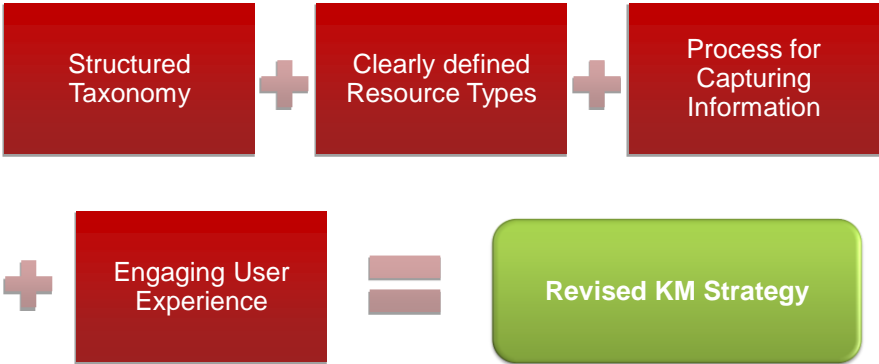 Structured
Taxonomy
Clearly defined
Resource Types
Process for
Capturing
Information
Engaging User
Experience
Revised KM Strategy